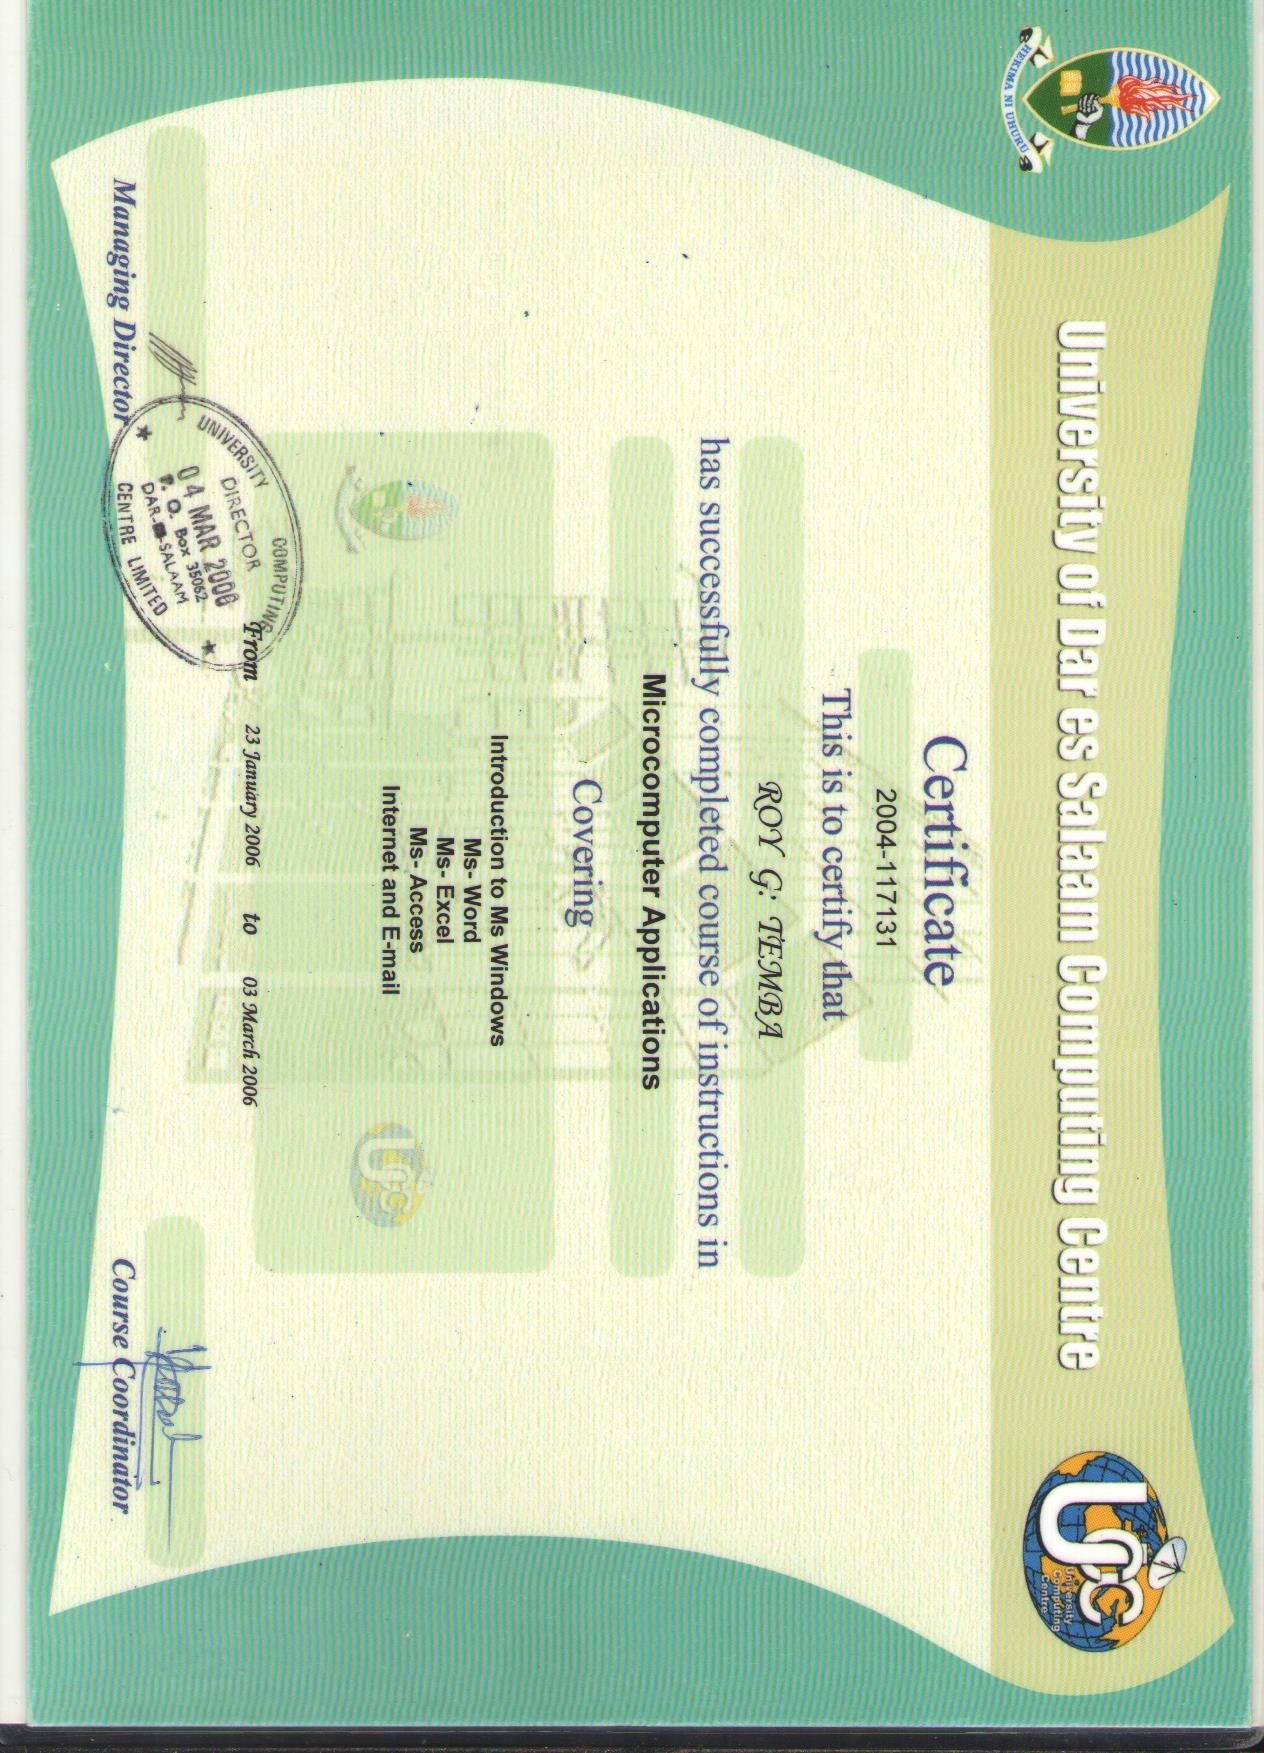 HEKIMA NI UHURU
University of Dar es Salaam Computing Centre
UCC
University
Computing
Centre
Certificate
2004-117131
This is to certify that
ROY G: TEMBA
has successfully completed course of instructions in
Microcomputer Applications
Covering
Introduction to Ms Windows
Ms- Word
Ms- Excel
Ms- Access
Internet and E-mail
From 23 January 2006 to 03 March 2006
UNIVERSITY COMPUTING
DIRECTOR
04 MAR 2006
P. O. Box 35062
DAR- -SALAAM
CENTRE LIMITED
Managing Director
Course Coordinator